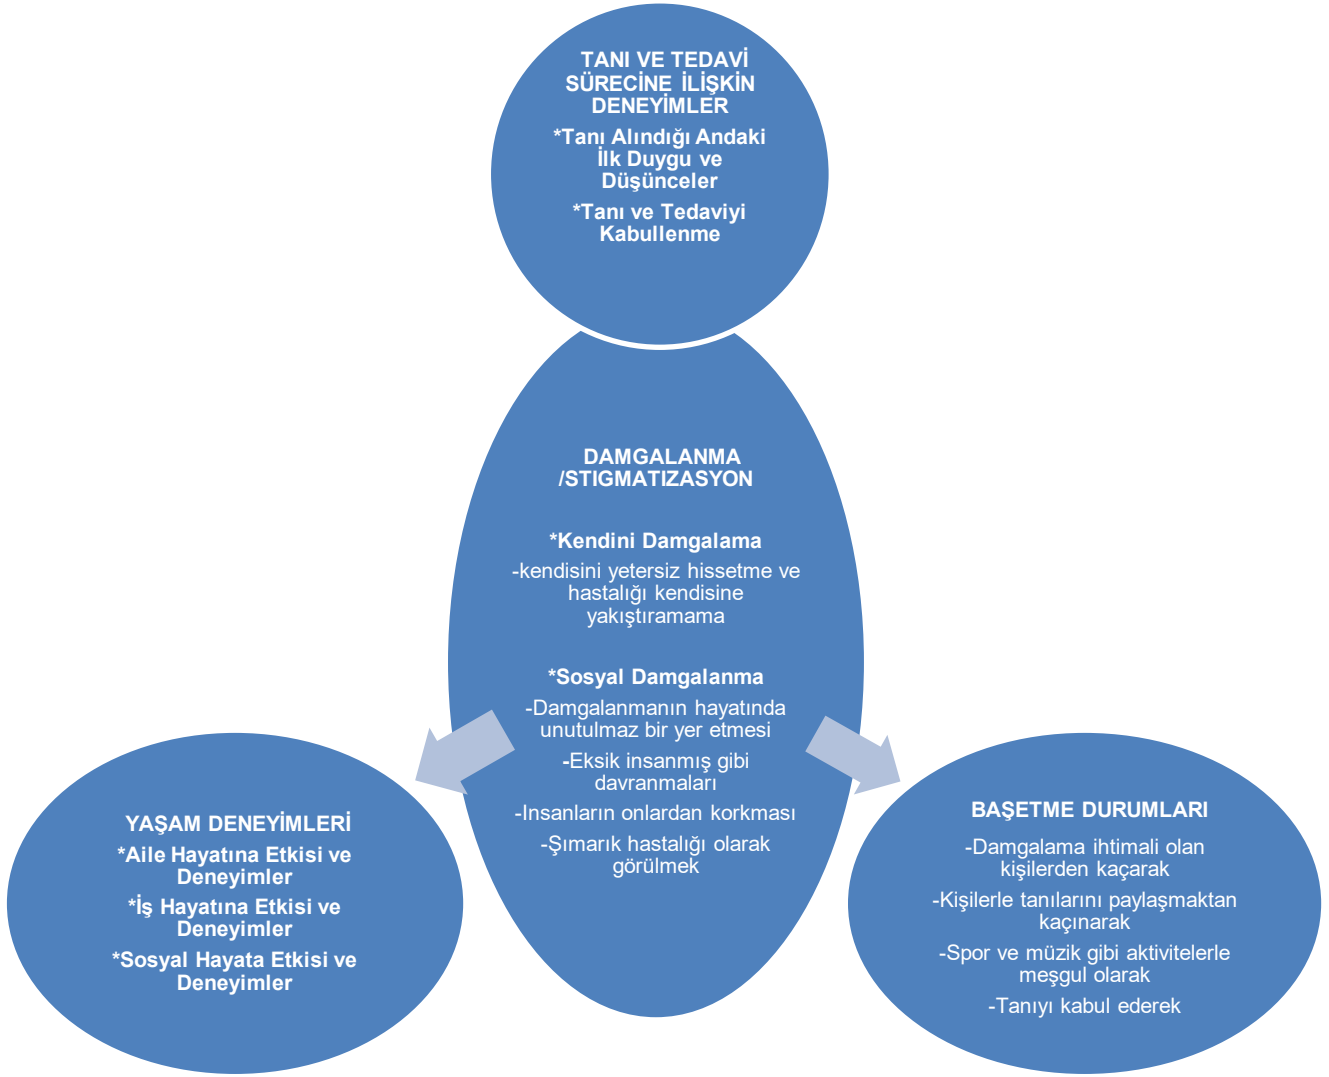 TANI VE TEDAVİ
SÜRECİNE İLİŞKİN
DENEYİMLER
*Tanı Alındığı Andaki
İlk Duygu ve
Düşünceler
*Tanı ve Tedaviyi
Kabullenme
DAMGALANMA
/STIGMATIZASYON
*Kendini Damgalama
-kendisini yetersiz hissetme ve
hastalığı kendisine
yakıştıramama
*Sosyal Damgalanma
-Damgalanmanın hayatında
unutulmaz bir yer etmesi
-Eksik insanmış gibi
davranmaları
-Insanların onlardan korkması
-Şımarık hastalığı olarak
görülmek
YAŞAM DENEYİMLERİ
*Aile Hayatına Etkisi ve
Deneyimler
*İş Hayatına Etkisi ve
Deneyimler
*Sosyal Hayata Etkisi ve
Deneyimler
BAŞETME DURUMLARI
-Damgalama ihtimali olan
kişilerden kaçarak
-Kişilerle tanılarını paylaşmaktan
kaçınarak
-Spor ve müzik gibi aktivitelerle
meşgul olarak
-Tanıyı kabul ederek